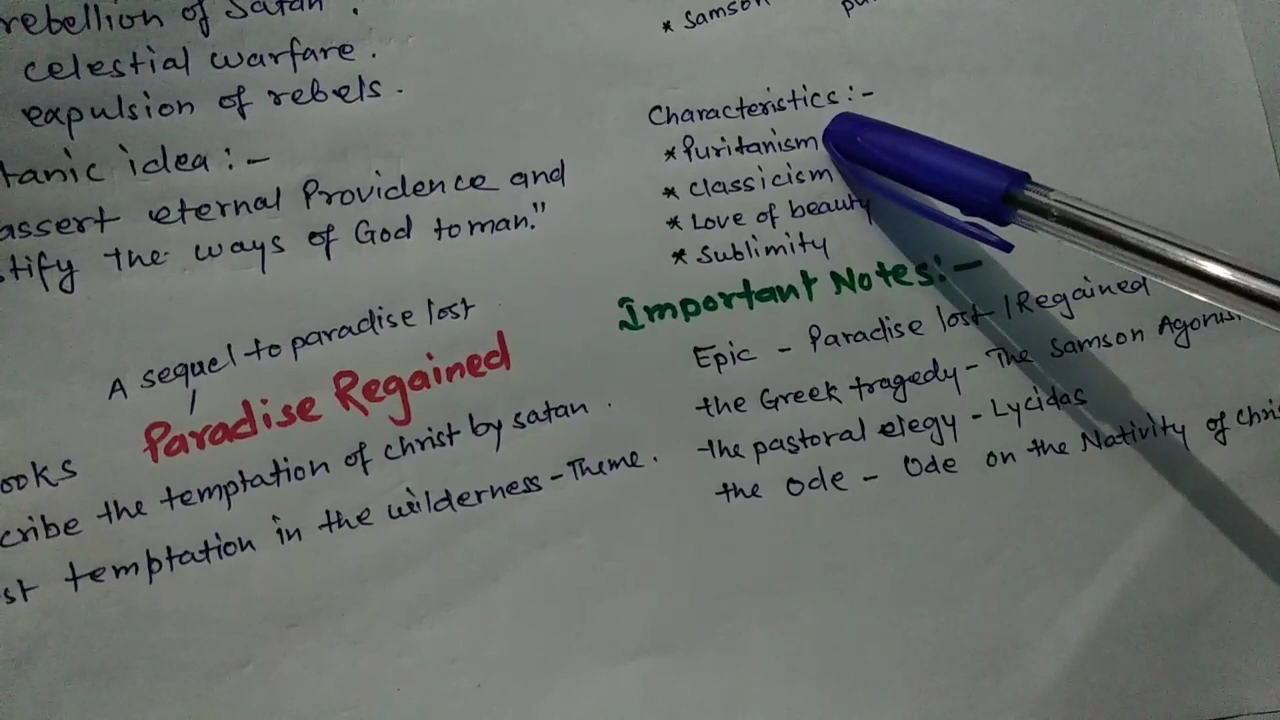 rebellion of Satan.
celestial warfare.
expulsion of rebels.
tanic idea :-
assert eternal Providence and
stify the ways of God to man."
A sequel to paradise lost
Paradise Regained
ooks
cribe the temptation of christ by satan.
st temptation in the wilderness - Theme.
* Samson
Characteristics :-
* Puritanism
* Classicism
* Love of beauty
* Sublimity
Important Notes :-
Epic - Paradise lost / Regained
the Greek tragedy - The Samson Agonis
the pastoral elegy - Lycidas
the Ode - Ode on the Nativity of Chris